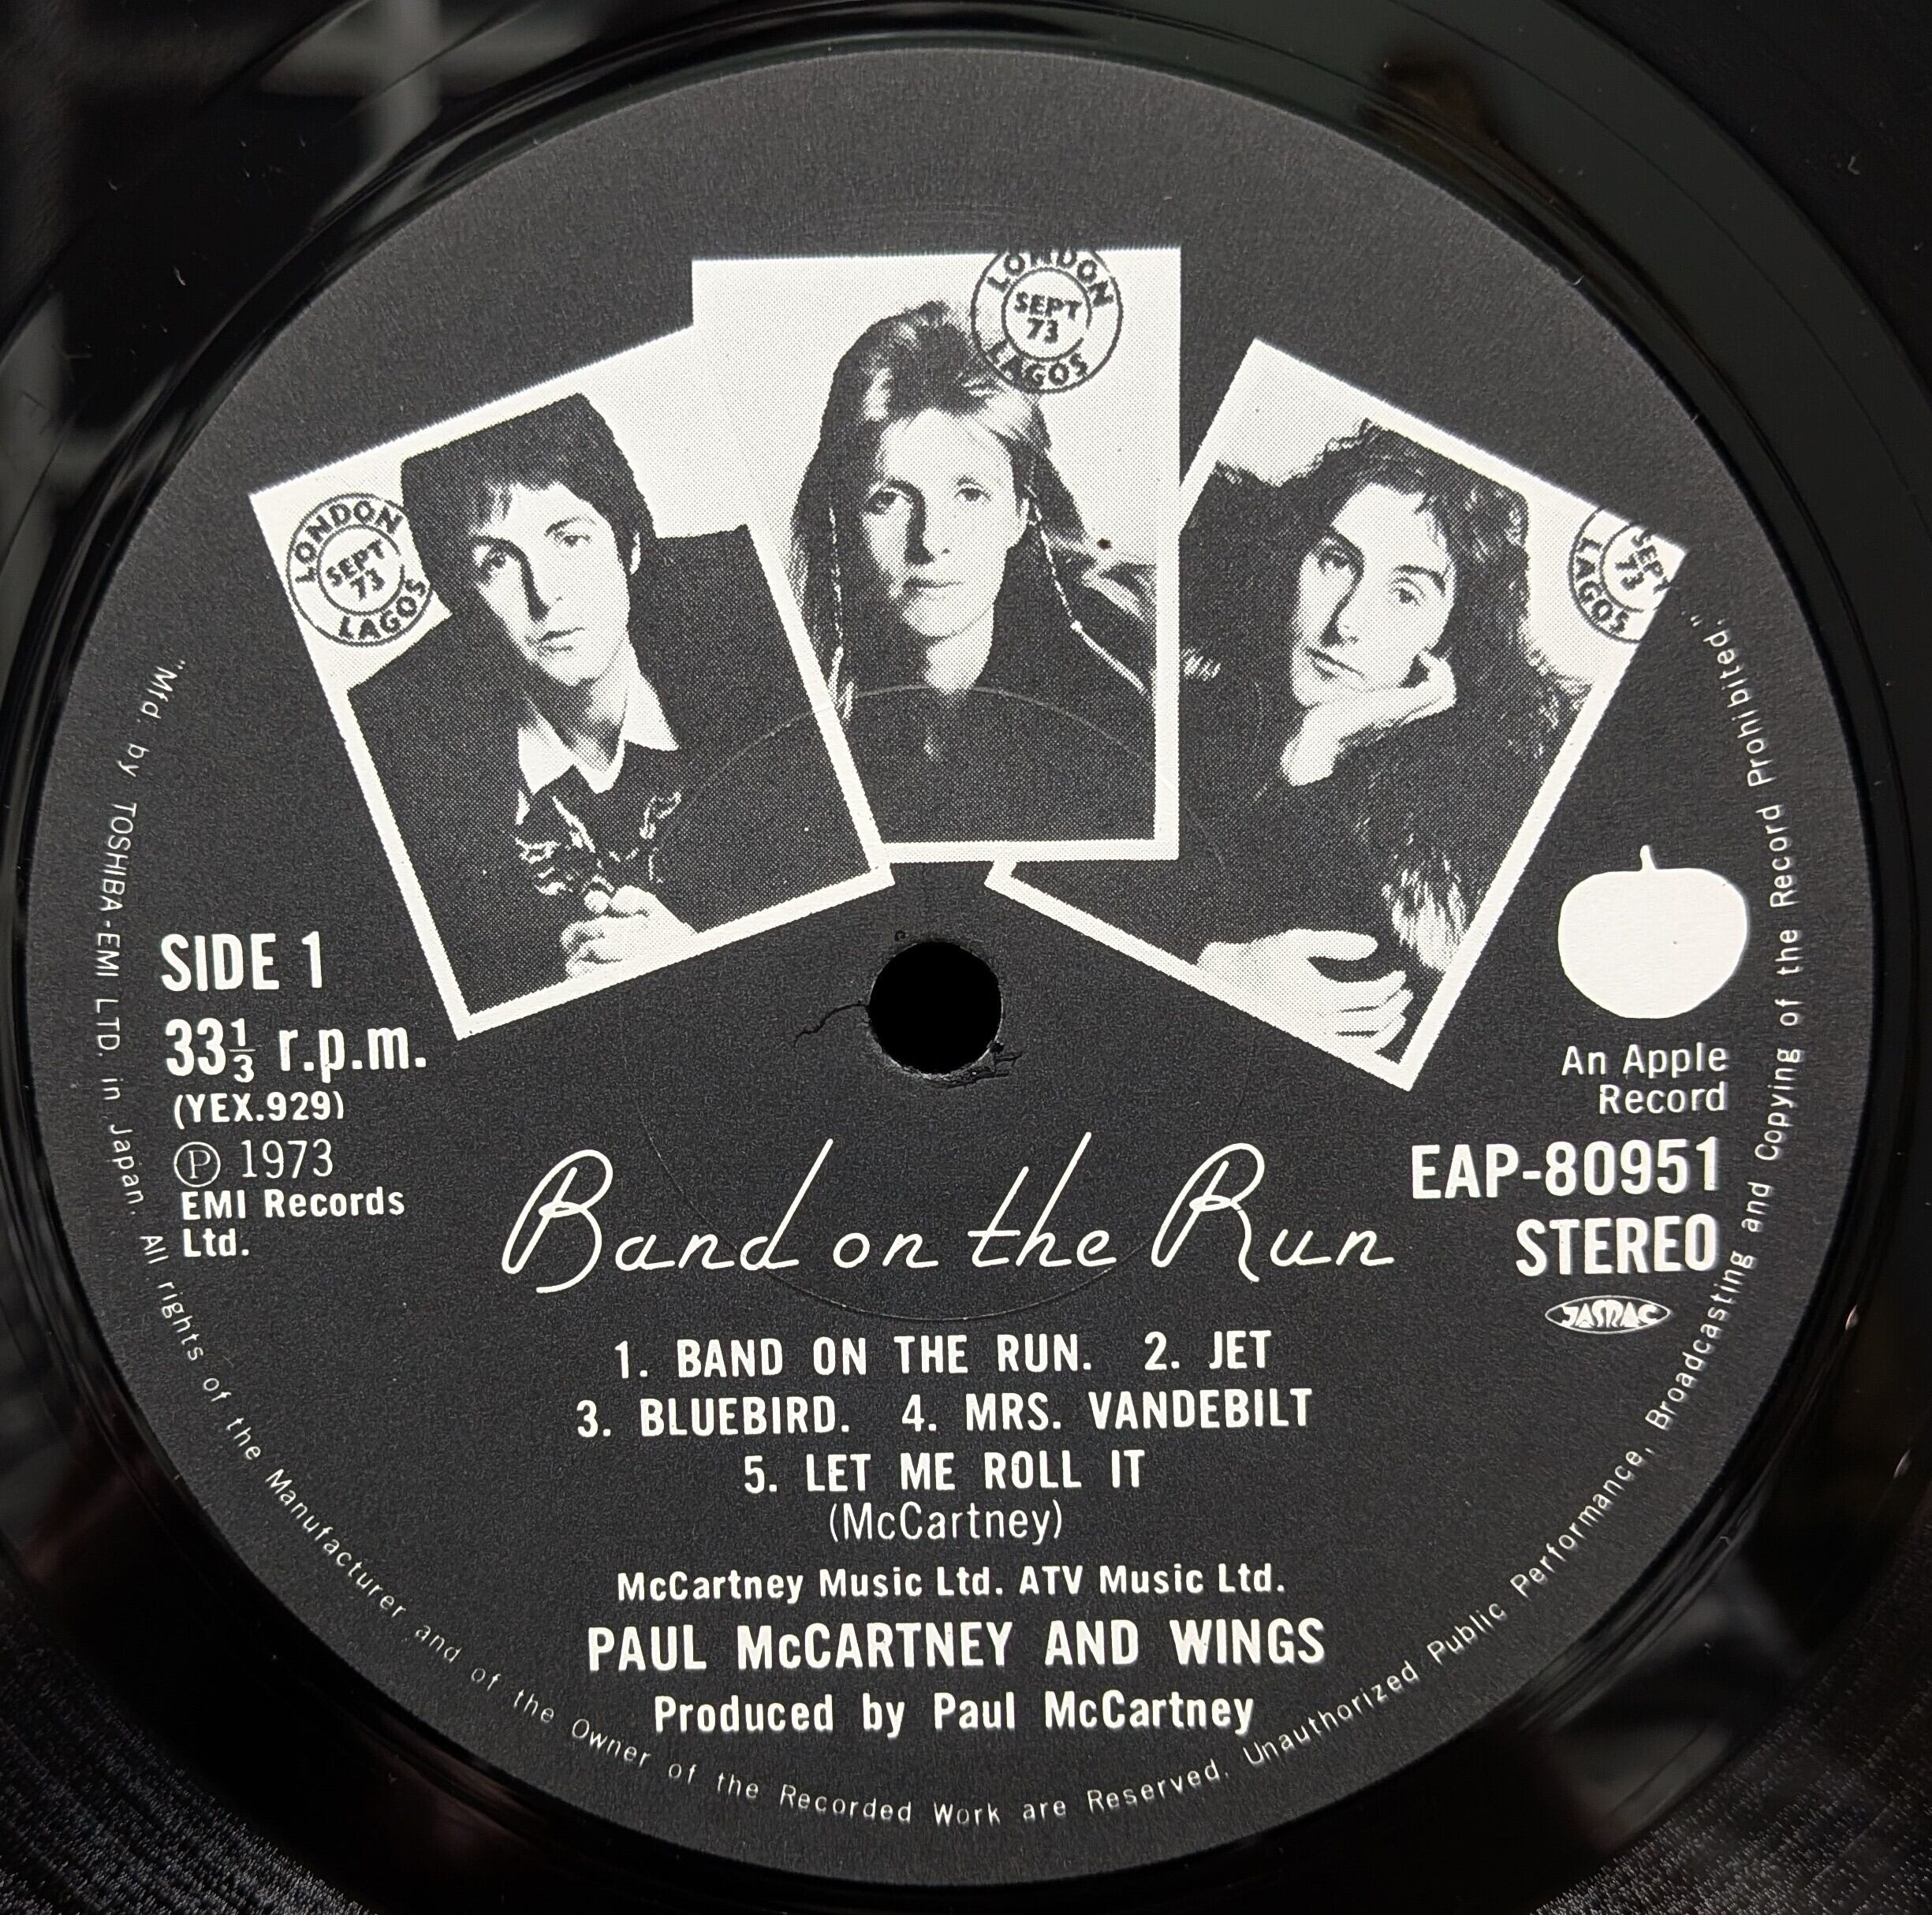 LONDON
SEPT
73
LAGOS
LONDON
SEPT
73
LAGOS
SEPT
73
LAGOS
SIDE 1
33⅓ r.p.m.
(YEX.929)
Ⓟ 1973
EMI Records
Ltd.
An Apple
Record
EAP-80951
STEREO
JASRAC
Band on the Run
1. BAND ON THE RUN. 2. JET
3. BLUEBIRD. 4. MRS. VANDEBILT
5. LET ME ROLL IT
(McCartney)
McCartney Music Ltd. ATV Music Ltd.
PAUL McCARTNEY AND WINGS
Produced by Paul McCartney
"Mfd. by TOSHIBA-EMI LTD. in Japan. All rights of the Manufacturer and of the Owner of the Recorded Work are Reserved. Unauthorized Public Performance, Broadcasting and Copying of the Record Prohibited."